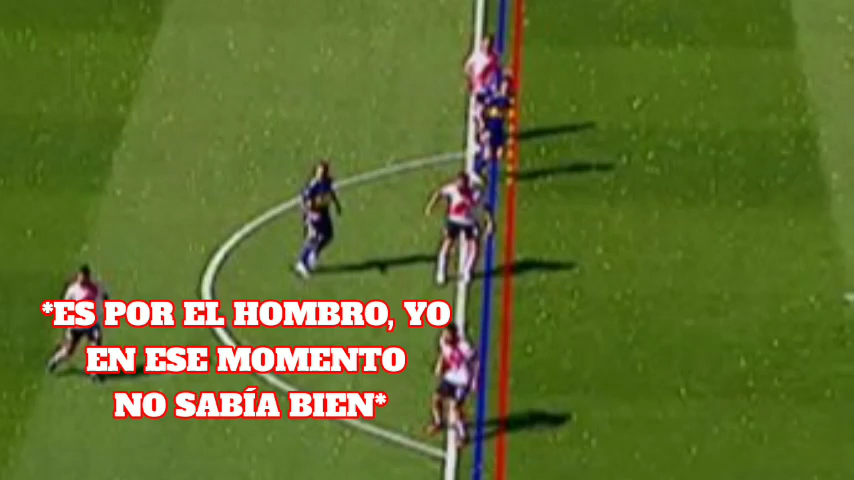 *ES POR EL HOMBRO, YO
EN ESE MOMENTO
NO SABÍA BIEN*